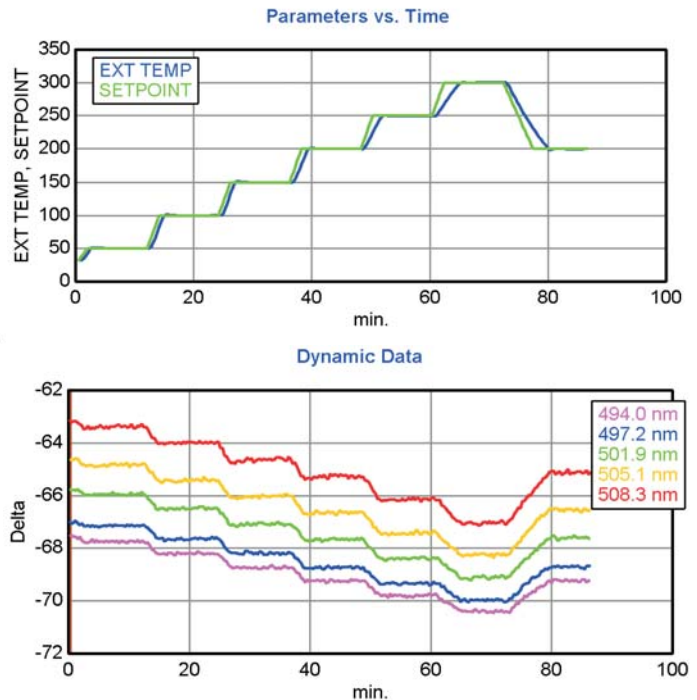 Parameters vs. Time
EXT TEMP, SETPOINT
350
300
250
200
150
100
50
0
EXT TEMP
SETPOINT
0 20 40 60 80 100
min.
Dynamic Data
Delta
-62
-64
-66
-68
-70
-72
494.0 nm
497.2 nm
501.9 nm
505.1 nm
508.3 nm
0 20 40 60 80 100
min.